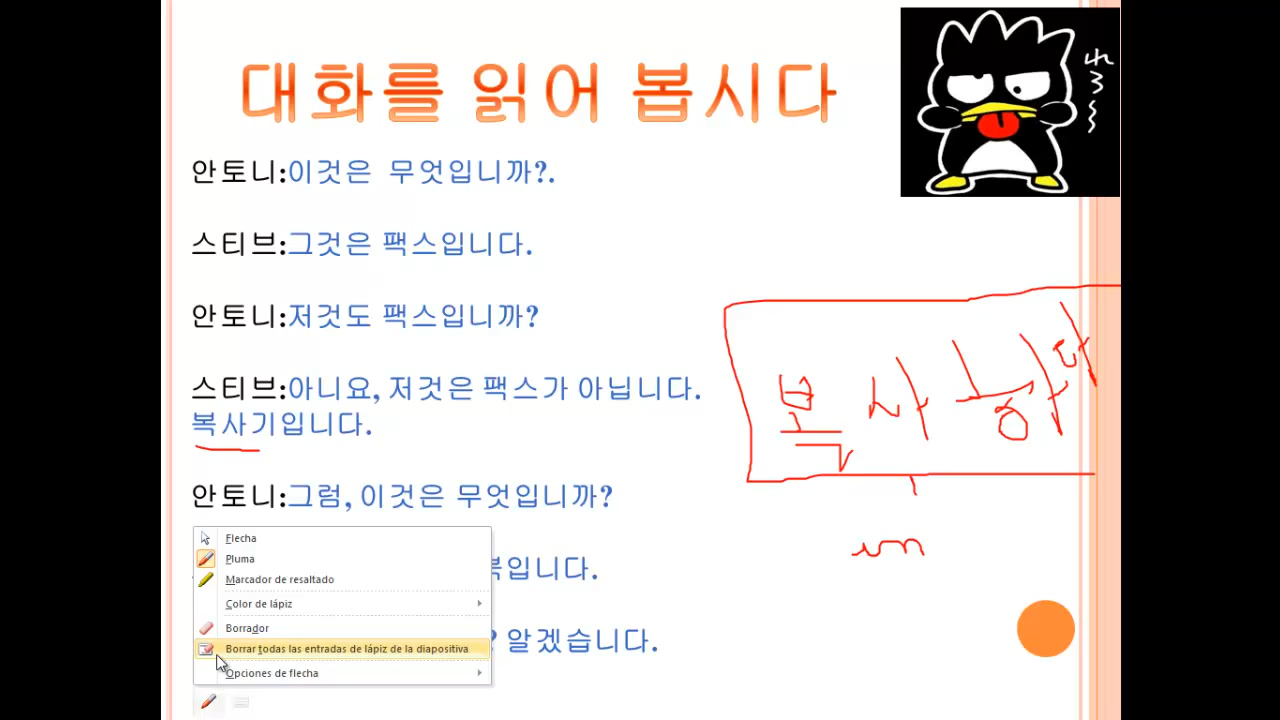 대화를 읽어 봅시다
안토니:이것은 무엇입니까?.
스티브:그것은 팩스입니다.
안토니:저것도 팩스입니까?
스티브:아니요, 저것은 팩스가 아닙니다.
복사기입니다.
복사하다
안토니:그럼, 이것은 무엇입니까?
Flecha
Pluma
Marcador de resaltado
Color de lápiz
Borrador
Borrar todas las entradas de lápiz de la diapositiva
Opciones de flecha
북입니다.
? 알겠습니다.